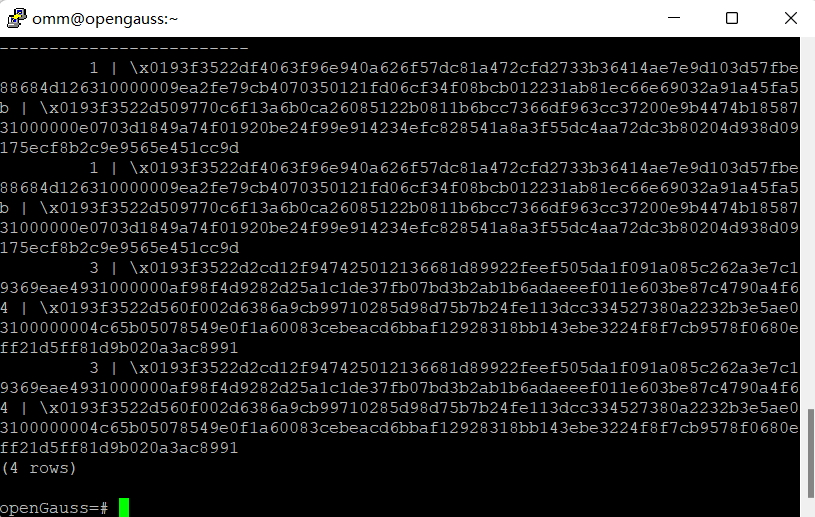 omm@opengauss:~
-------------------------
1 | \x0193f3522df4063f96e940a626f57dc81a472cfd2733b36414ae7e9d103d57fbe
88684d126310000009ea2fe79cb4070350121fd06cf34f08bcb012231ab81ec66e69032a91a45fa5
b | \x0193f3522d509770c6f13a6b0ca26085122b0811b6bcc7366df963cc37200e9b4474b18587
31000000e0703d1849a74f01920be24f99e914234efc828541a8a3f55dc4aa72dc3b80204d938d09
175ecf8b2c9e9565e451cc9d
1 | \x0193f3522df4063f96e940a626f57dc81a472cfd2733b36414ae7e9d103d57fbe
88684d126310000009ea2fe79cb4070350121fd06cf34f08bcb012231ab81ec66e69032a91a45fa5
b | \x0193f3522d509770c6f13a6b0ca26085122b0811b6bcc7366df963cc37200e9b4474b18587
31000000e0703d1849a74f01920be24f99e914234efc828541a8a3f55dc4aa72dc3b80204d938d09
175ecf8b2c9e9565e451cc9d
3 | \x0193f3522d2cd12f947425012136681d89922feef505da1f091a085c262a3e7c1
9369eae4931000000af98f4d9282d25a1c1de37fb07bd3b2ab1b6adaeeef011e603be87c4790a4f6
4 | \x0193f3522d560f002d6386a9cb99710285d98d75b7b24fe113dcc334527380a2232b3e5ae0
3100000004c65b05078549e0f1a60083cebeacd6bbaf12928318bb143ebe3224f8f7cb9578f0680e
ff21d5ff81d9b020a3ac8991
3 | \x0193f3522d2cd12f947425012136681d89922feef505da1f091a085c262a3e7c1
9369eae4931000000af98f4d9282d25a1c1de37fb07bd3b2ab1b6adaeeef011e603be87c4790a4f6
4 | \x0193f3522d560f002d6386a9cb99710285d98d75b7b24fe113dcc334527380a2232b3e5ae0
3100000004c65b05078549e0f1a60083cebeacd6bbaf12928318bb143ebe3224f8f7cb9578f0680e
ff21d5ff81d9b020a3ac8991
(4 rows)
openGauss=#